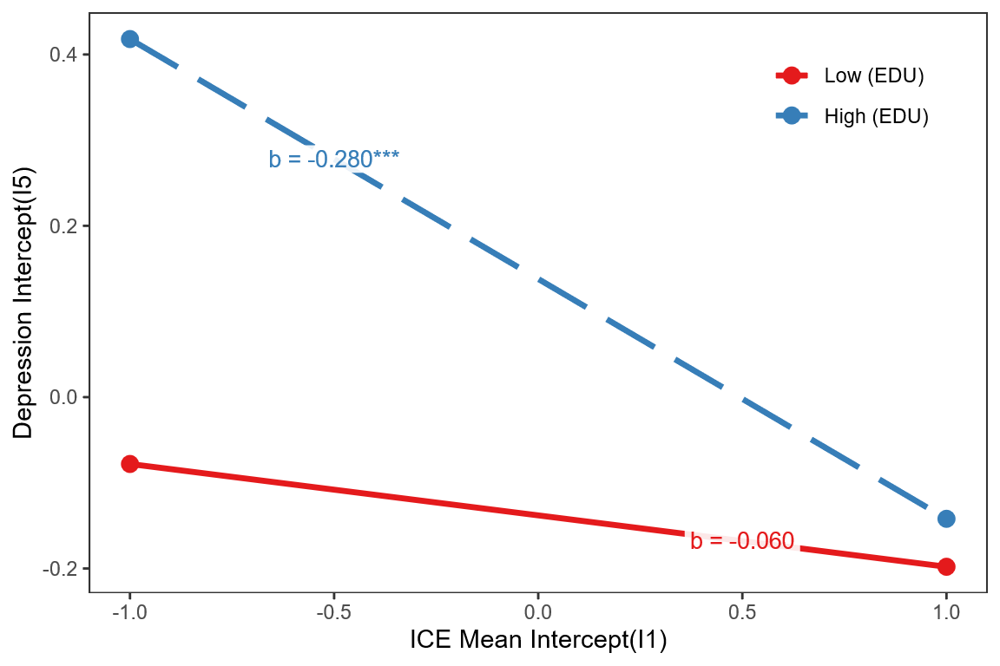 0.4
0.2
0.0
-0.2
Depression Intercept(I5)
b = -0.280***
b = -0.060
Low (EDU)
High (EDU)
-1.0
-0.5
0.0
0.5
1.0
ICE Mean Intercept(I1)